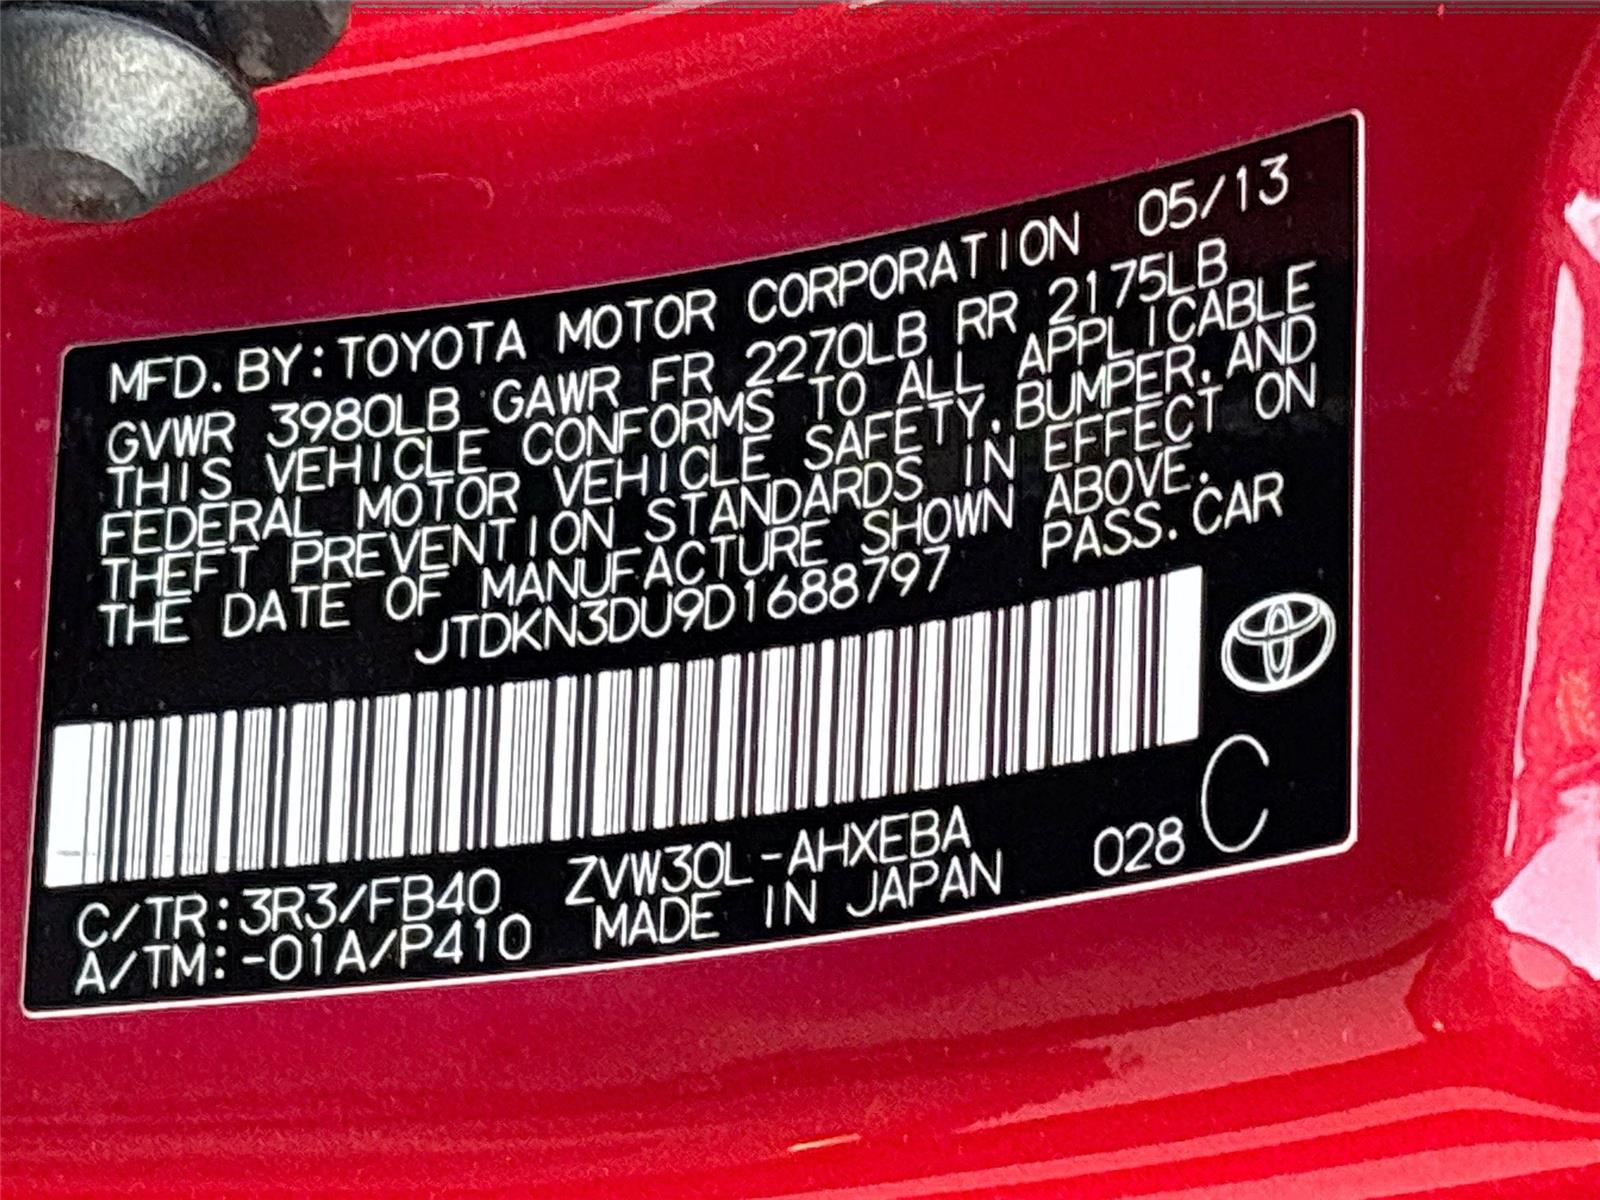 MFD.BY:TOYOTA MOTOR CORPORATION 05/13
GVWR 3980LB GAWR FR 2270LB RR 2175LB
THIS VEHICLE CONFORMS TO ALL APPLICABLE
FEDERAL MOTOR VEHICLE SAFETY,BUMPER,AND
THEFT PREVENTION STANDARDS IN EFFECT ON
THE DATE OF MANUFACTURE SHOWN ABOVE.
JTDKN3DU9D1688797 PASS.CAR
C/TR:3R3/FB40 ZVW30L-AHXEBA 028 C
A/TM:-01A/P410 MADE IN JAPAN